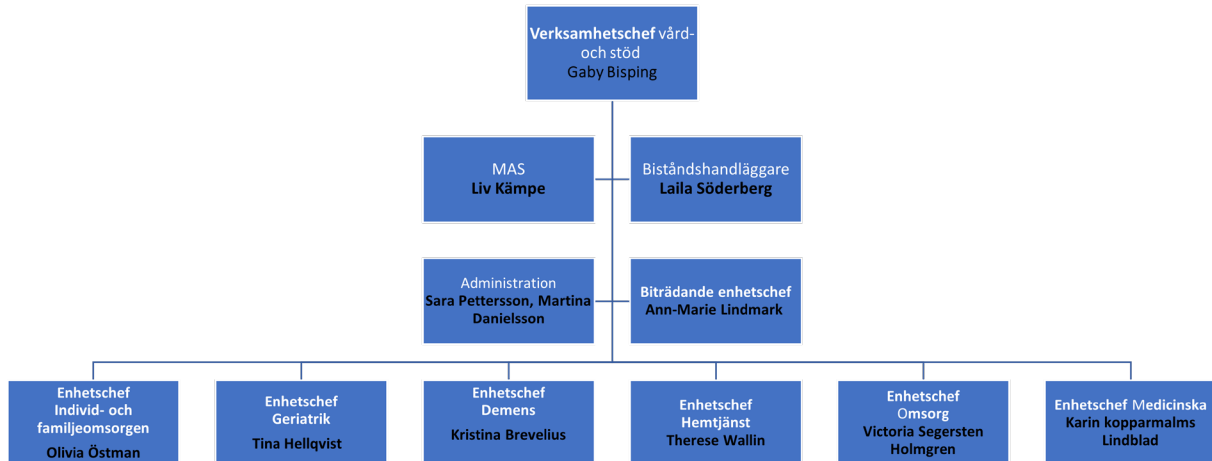 Verksamhetschef vård-
och stöd
Gaby Bisping
MAS
Liv Kämpe
Biståndshandläggare
Laila Söderberg
Administration
Sara Pettersson, Martina
Danielsson
Biträdande enhetschef
Ann-Marie Lindmark
Enhetschef
Individ- och
familjeomsorgen
Olivia Östman
Enhetschef
Geriatrik
Tina Hellqvist
Enhetschef
Demens
Kristina Brevelius
Enhetschef
Hemtjänst
Therese Wallin
Enhetschef
Omsorg
Victoria Segersten
Holmgren
Enhetschef Medicinska
Karin kopparmalms
Lindblad